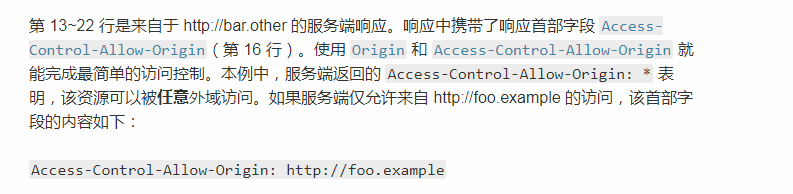 第 13~22 行是来自于 http://bar.other 的服务端响应。响应中携带了响应首部字段 Access-
Control-Allow-Origin（第 16 行）。使用 Origin 和 Access-Control-Allow-Origin 就
能完成最简单的访问控制。本例中，服务端返回的 Access-Control-Allow-Origin: * 表
明，该资源可以被任意外域访问。如果服务端仅允许来自 http://foo.example 的访问，该首部字
段的内容如下：
Access-Control-Allow-Origin: http://foo.example